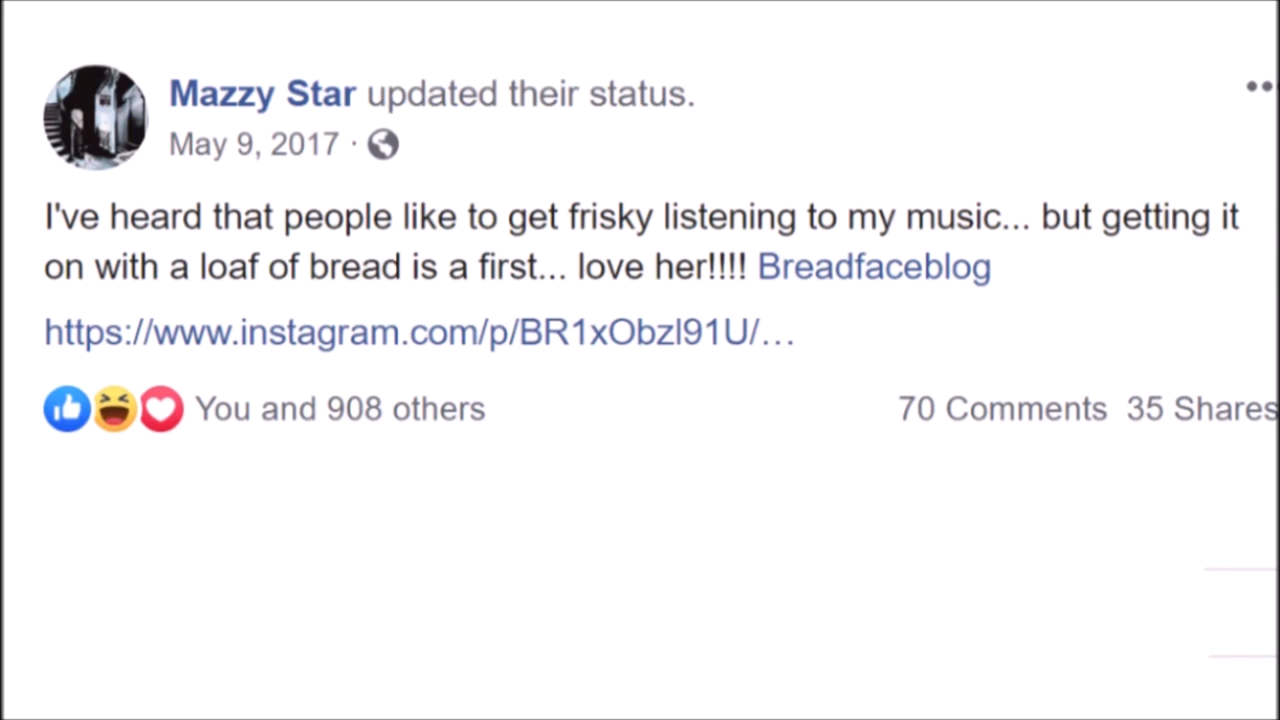 Mazzy Star updated their status.
May 9, 2017 ·
I've heard that people like to get frisky listening to my music... but getting it
on with a loaf of bread is a first... love her!!!! Breadfaceblog
https://www.instagram.com/p/BR1xObzl91U/…
You and 908 others 70 Comments 35 Shares